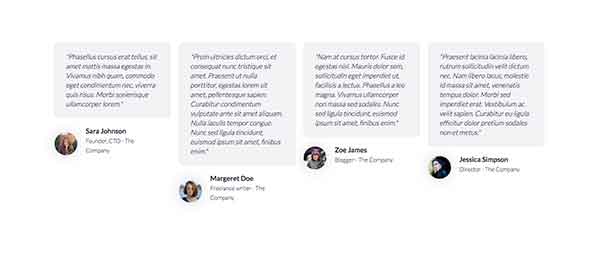 "Phasellus cursus erat tellus, sit
amet mattis massa egestas in.
Vivamus nibh quam, commodo
eget condimentum nec, viverra
quis risus. Morbi scelerisque
ullamcorper lorem."
Sara Johnson
Founder, CTO · The
Company
"Proin ultricies dictum orci, et
consequat nunc tristique sit
amet. Praesent ut nulla
porttitor, egestas lorem sit
amet, pellentesque sapien.
Curabitur condimentum
vulputate ante sit amet aliquam.
Nulla iaculis tempor congue.
Nunc sed ligula tincidunt,
euismod ipsum sit amet, finibus
enim."
Margeret Doe
Freelance writer · The
Company
"Nam at cursus tortor. Fusce id
egestas nisl. Mauris dolor sem,
sollicitudin eget imperdiet ut,
facilisis a lectus. Phasellus a leo
magna. Vivamus ullamcorper
non massa sed sodales. Nunc
sed ligula tincidunt, euismod
ipsum sit amet, finibus enim."
Zoe James
Blogger · The Company
"Praesent lacinia lacinia libero,
rutrum sollicitudin velit dictum
nec. Nam libero lacus, molestie
id massa sit amet, venenatis
tempus dolor. Morbi sed
imperdiet erat. Vestibulum ac
velit sapien. Curabitur eu ligula
efficitur dolor pretium sodales
non et metus."
Jessica Simpson
Director · The Company